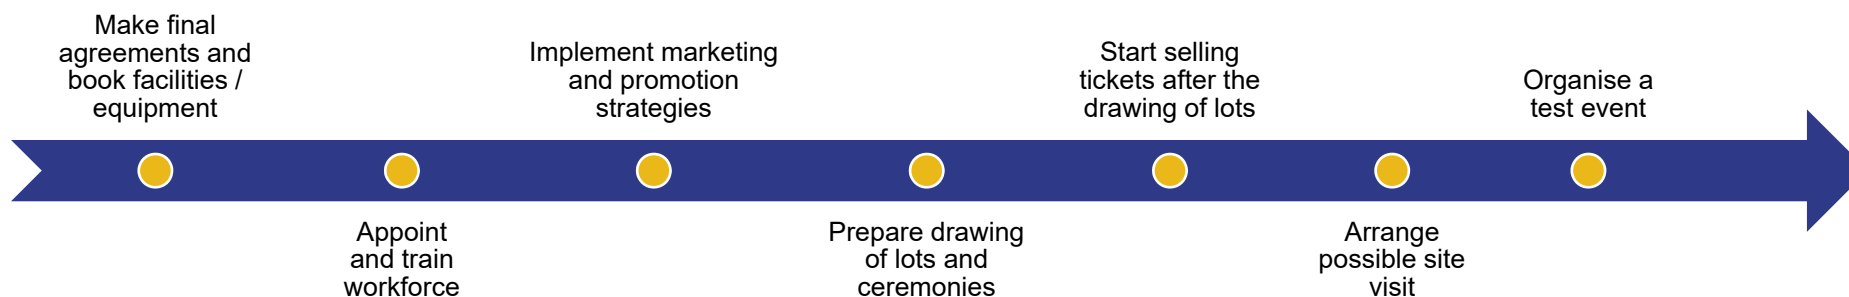 Make final
agreements and
book facilities /
equipment
Appoint
and train
workforce
Implement marketing
and promotion
strategies
Prepare drawing
of lots and
ceremonies
Start selling
tickets after the
drawing of lots
Arrange
possible site
visit
Organise a
test event